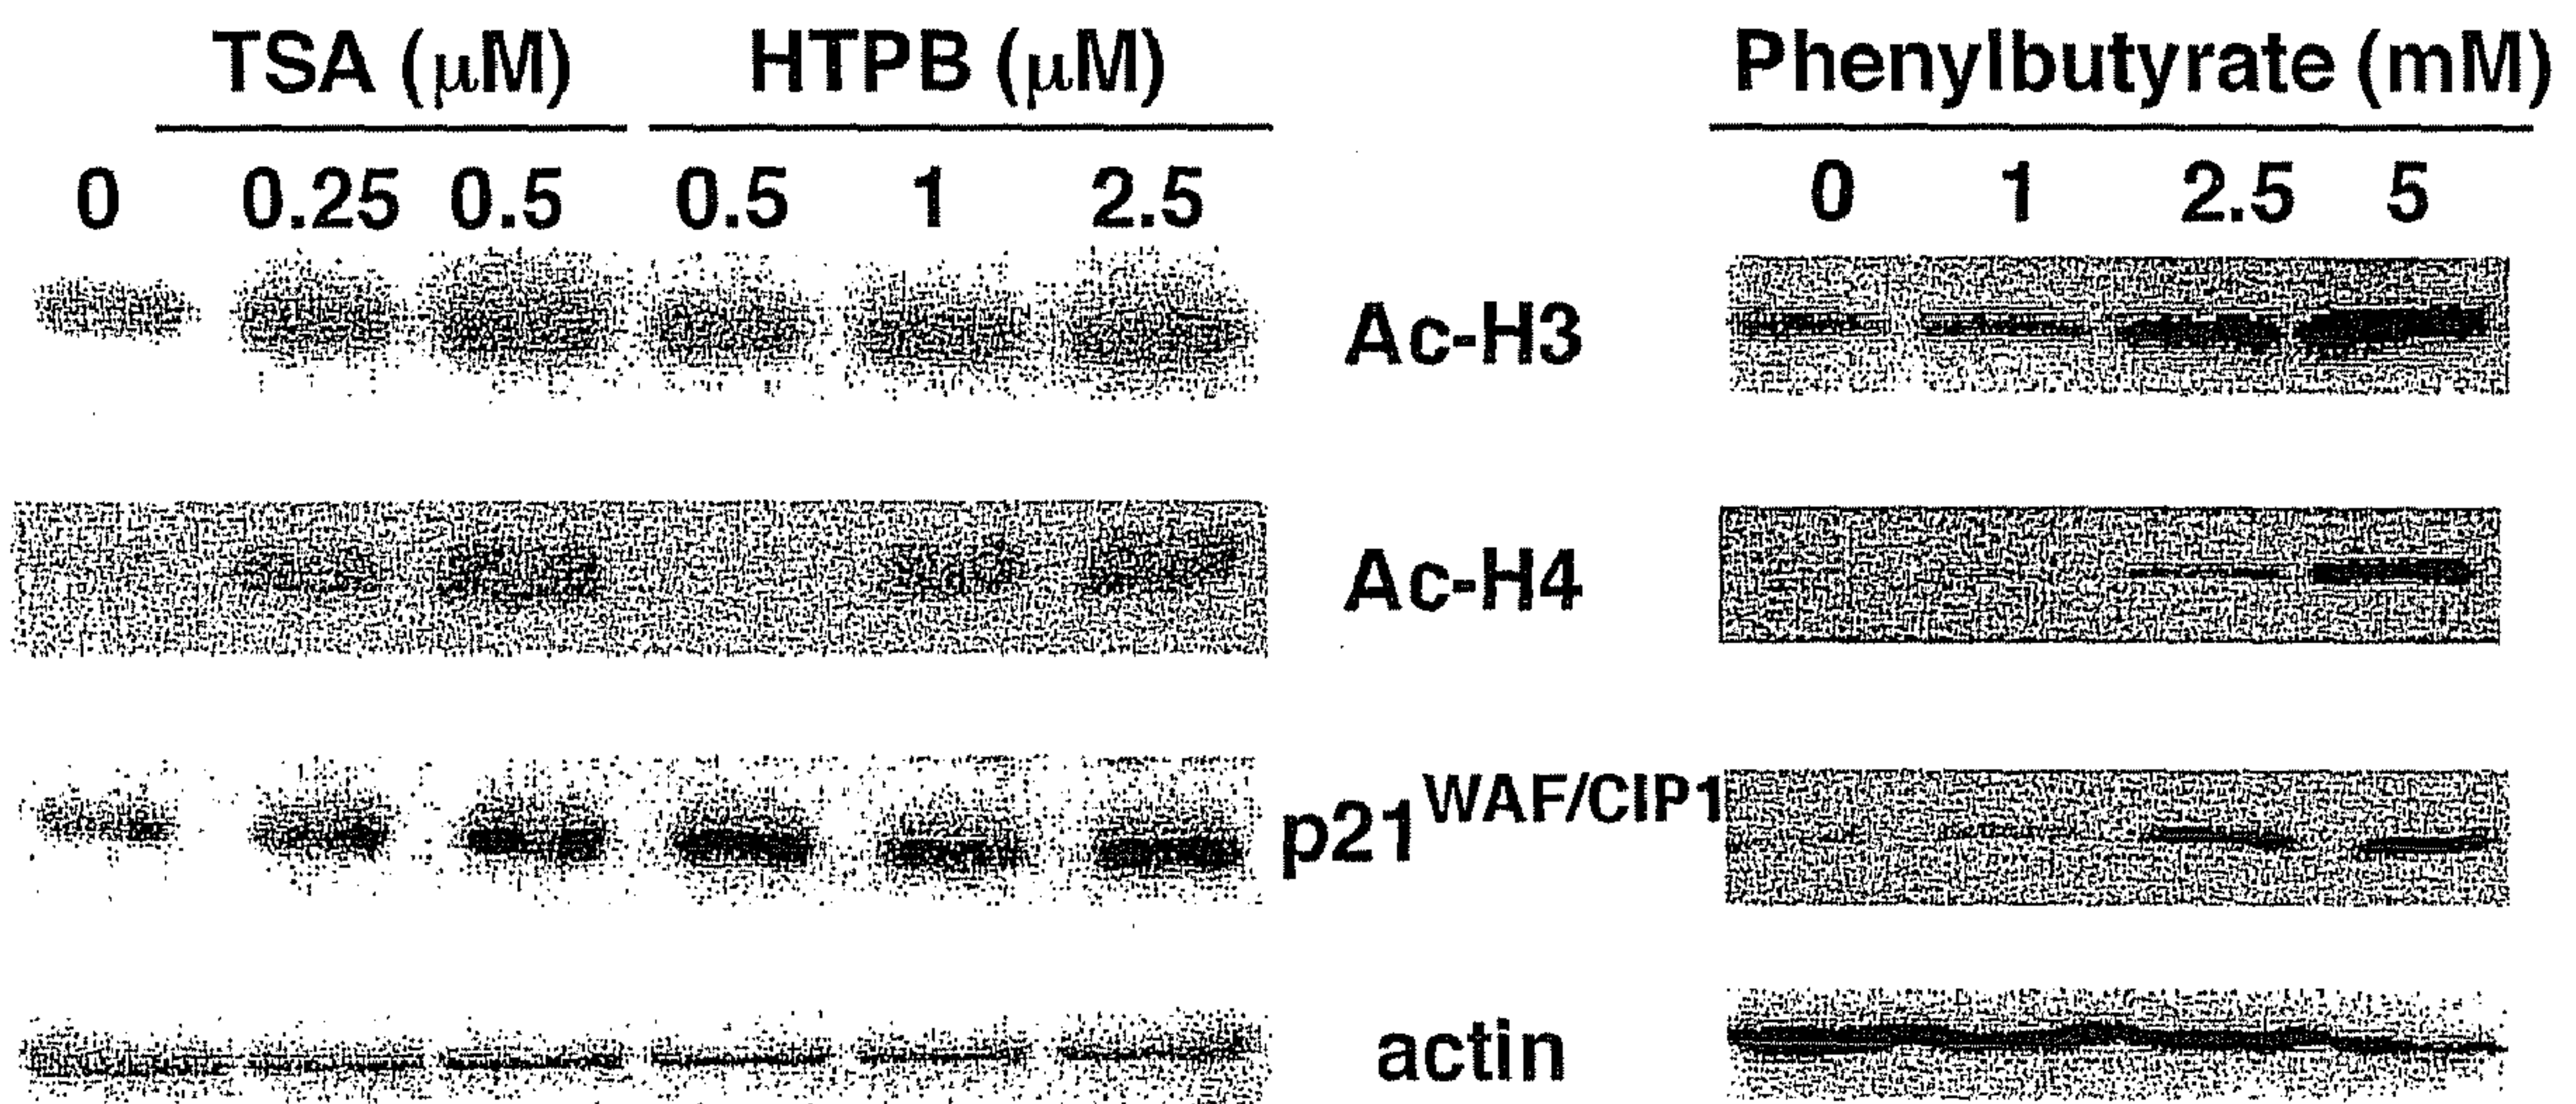 TSA (μM) HTPB (μM) Phenylbutyrate (mM)
0 0.25 0.5 0.5 1 2.5 0 1 2.5 5
Ac-H3
Ac-H4
p21WAF/CIP1
actin